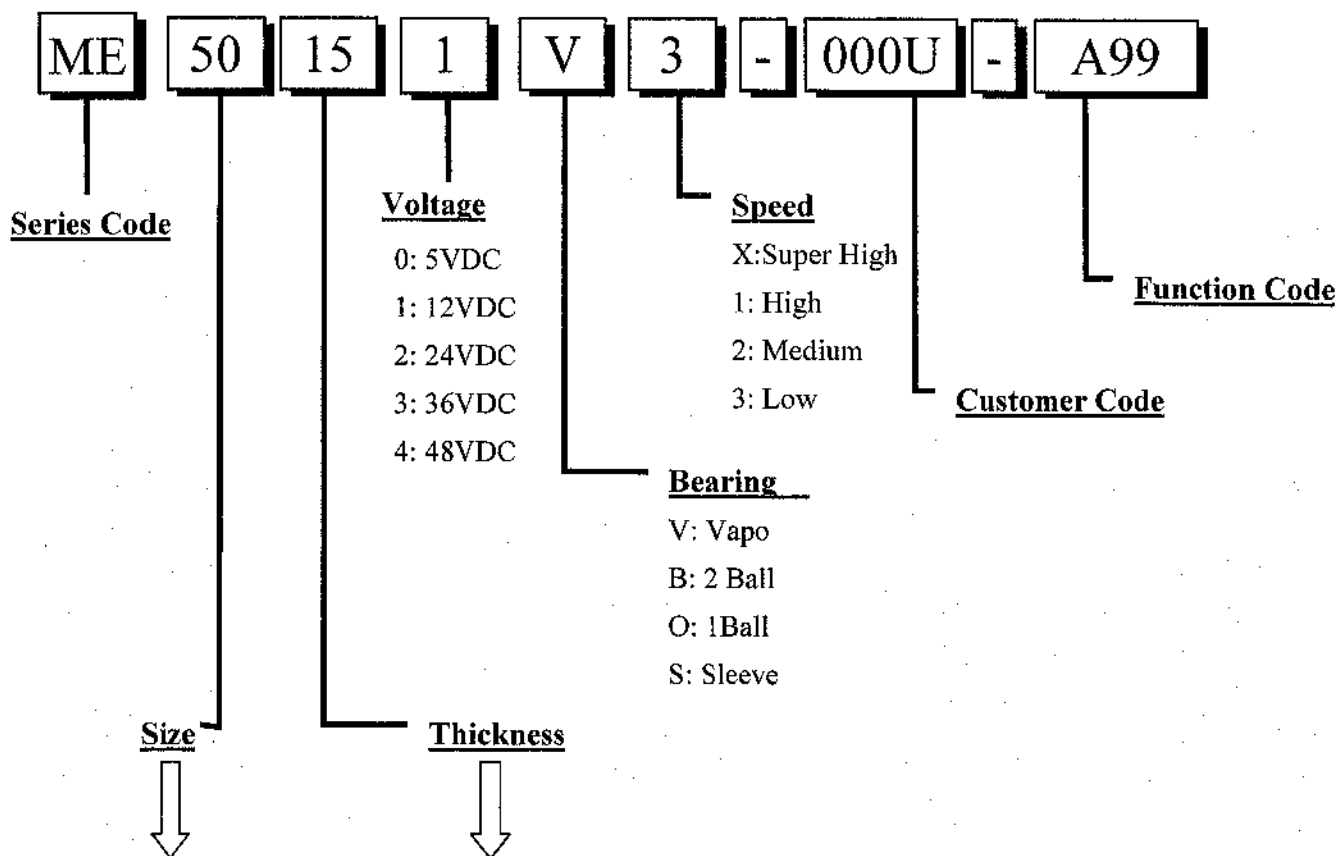 ME 50 15 1 V 3 - 000U - A99
Series Code
Voltage
0: 5VDC
1: 12VDC
2: 24VDC
3: 36VDC
4: 48VDC
Speed
X:Super High
1: High
2: Medium
3: Low
Function Code
Customer Code
Bearing
V: Vapo
B: 2 Ball
O: 1Ball
S: Sleeve
Size
Thickness